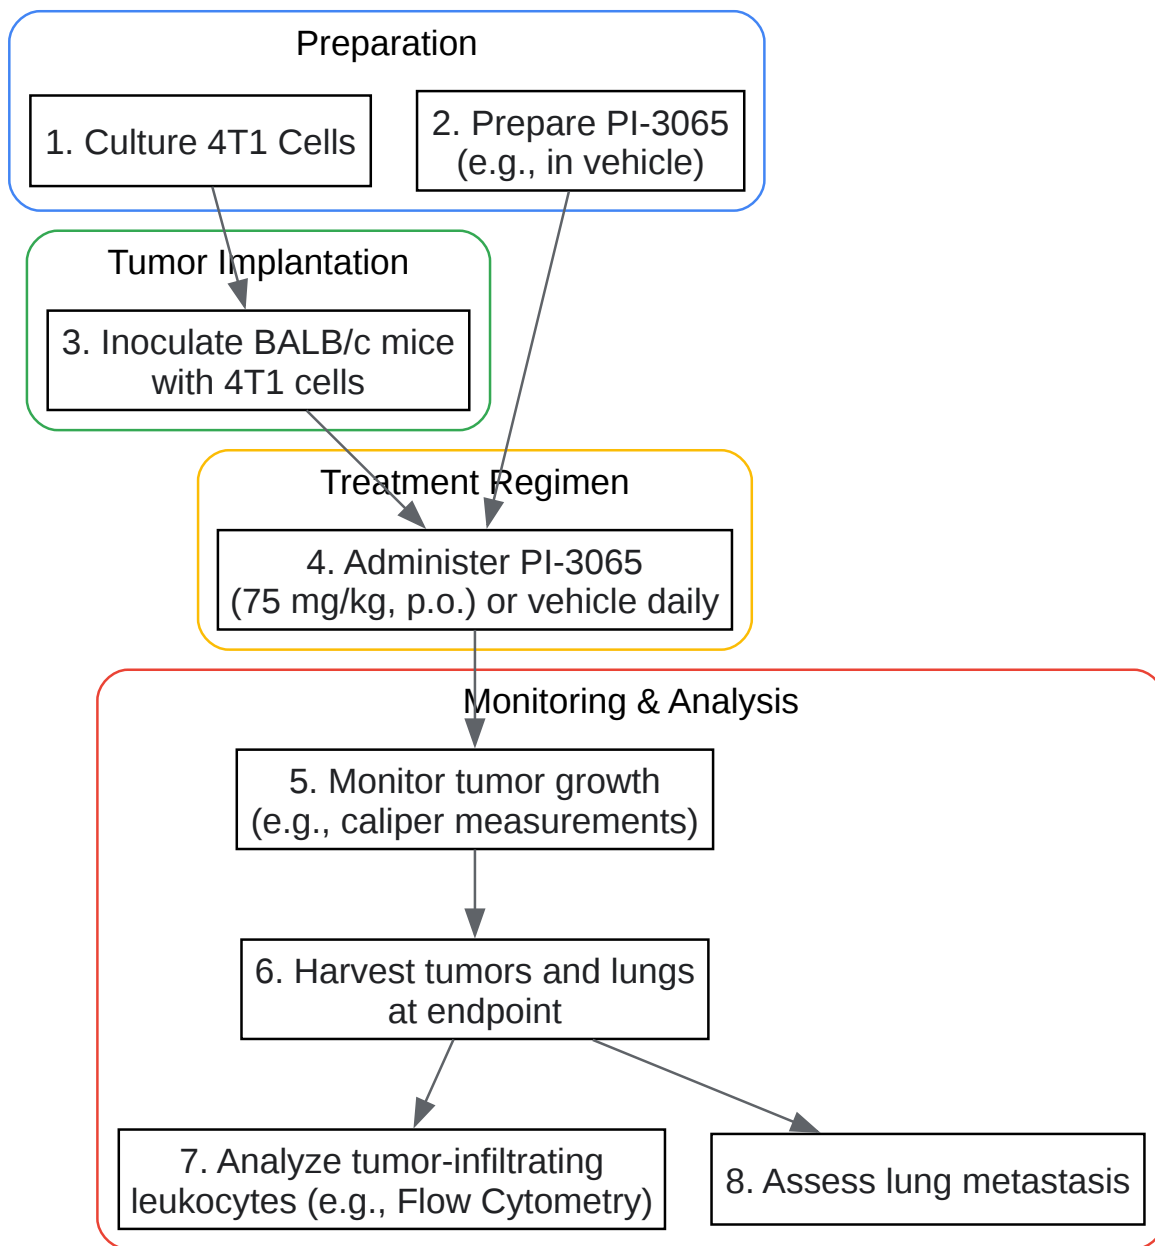 Preparation
1. Culture 4T1 Cells
2. Prepare PI-3065
(e.g., in vehicle)
Tumor Implantation
3. Inoculate BALB/c mice
with 4T1 cells
Treatment Regimen
4. Administer PI-3065
(75 mg/kg, p.o.) or vehicle daily
Monitoring & Analysis
5. Monitor tumor growth
(e.g., caliper measurements)
6. Harvest tumors and lungs
at endpoint
7. Analyze tumor-infiltrating
leukocytes (e.g., Flow Cytometry)
8. Assess lung metastasis